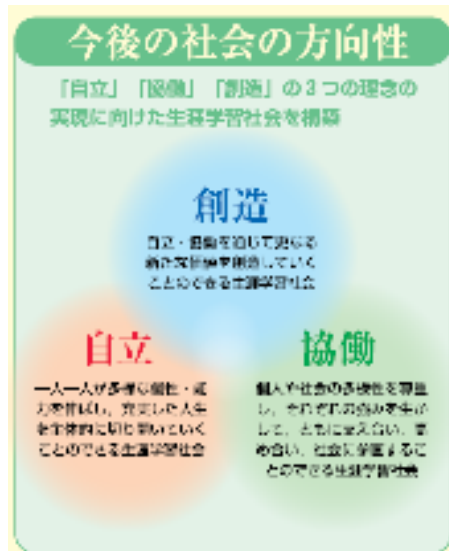 今後の社会の方向性
「自立」「協働」「創造」の3つの理念の
実現に向けた生涯学習社会を構築
創造
自立・協働を通じて更なる
新たな価値を創造していく
ことのできる生涯学習社会
自立
一人一人が多様な個性・能
力を伸ばし、充実した人生
を主体的に切り開いていく
ことのできる生涯学習社会
協働
個人や社会の多様性を尊重
し、それぞれの強みを生か
して、ともに支え合い、高
め合い、社会に参画するこ
とのできる生涯学習社会